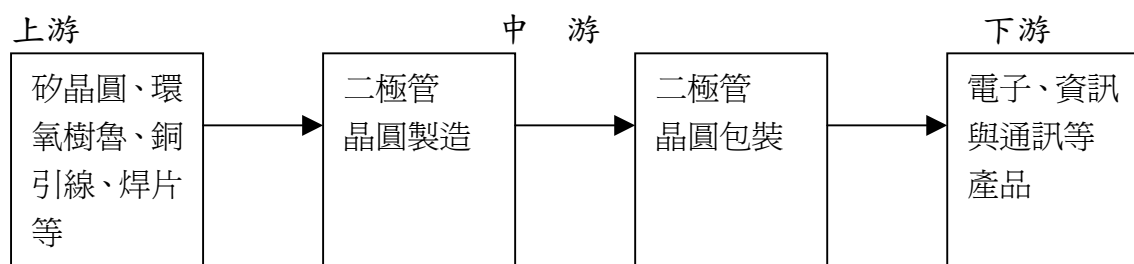 上游
中 游
下游
矽晶圓、環
氧樹魯、銅
引線、焊片
等
二極管
晶圓製造
二極管
晶圓包裝
電子、資訊
與通訊等
產品